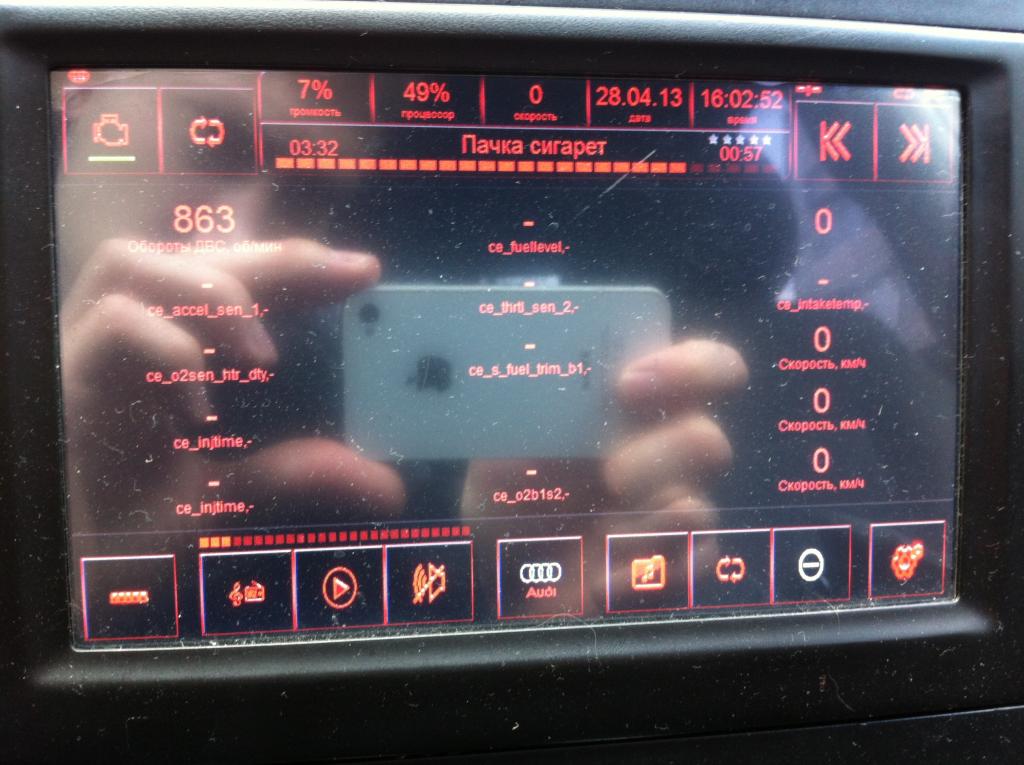 7% 49% 0 28.04.13 16:02:52
громкость процессор скорость дата время
03:32 Пачка сигарет 00:57
863 - 0
Обороты ДВС, об/мин ce_fuellevel,-
- - -
ce_accel_sen_1,- ce_thrtl_sen_2,- ce_intaketemp,-
- - 0
ce_o2sen_htr_dty,- ce_s_fuel_trim_b1,- Скорость, км/ч
- 0
ce_injtime,- Скорость, км/ч
- 0
ce_injtime,- ce_o2b1s2,- Скорость, км/ч
Audi